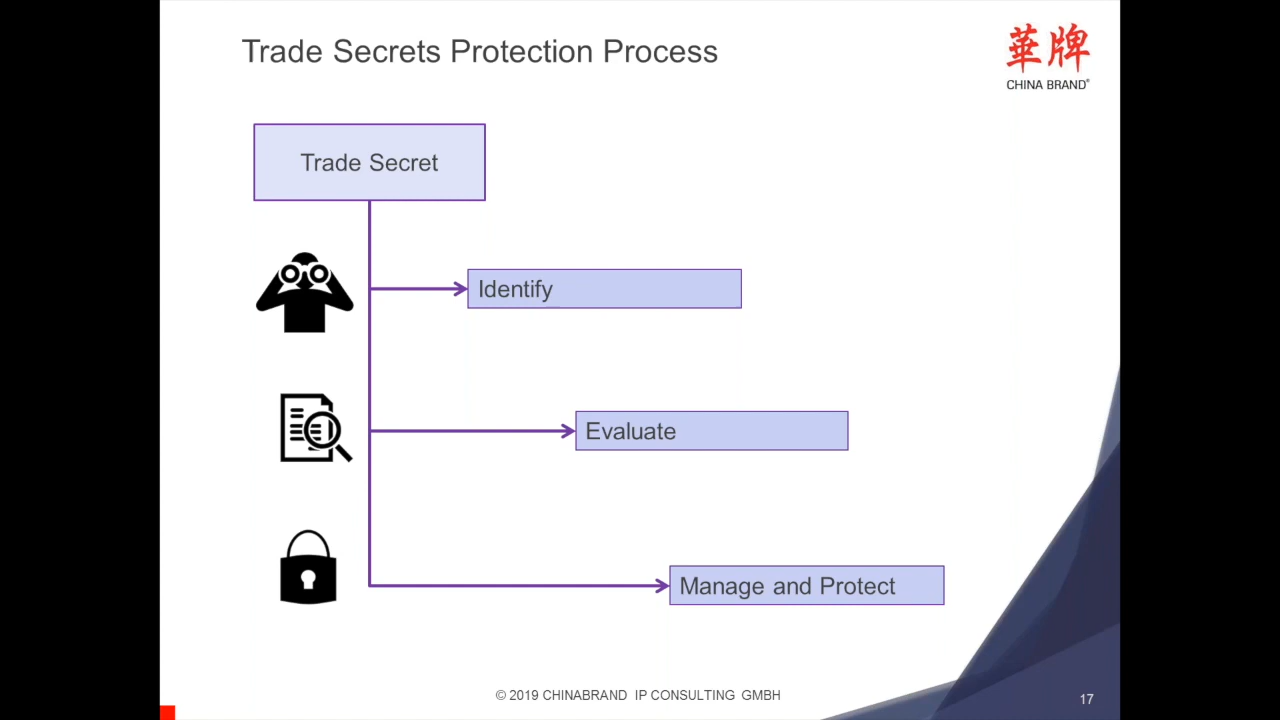 Trade Secrets Protection Process
華牌
CHINA BRAND®
Trade Secret
Identify
Evaluate
Manage and Protect
© 2019 CHINABRAND IP CONSULTING GMBH
17